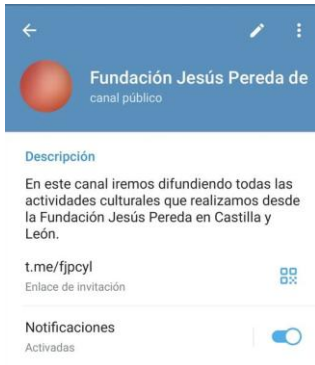 Fundación Jesús Pereda de
canal público
Descripción
En este canal iremos difundiendo todas las
actividades culturales que realizamos desde
la Fundación Jesús Pereda en Castilla y
León.
t.me/fjpcyl
Enlace de invitación
Notificaciones
Activadas